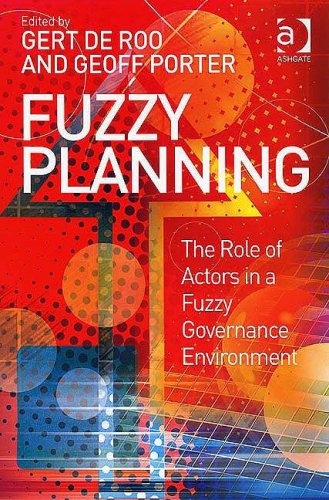 Edited by
GERT DE ROO
AND GEOFF PORTER
a
ASHGATE
FUZZY
PLANNING
The Role of
Actors in a
Fuzzy
Governance
Environment